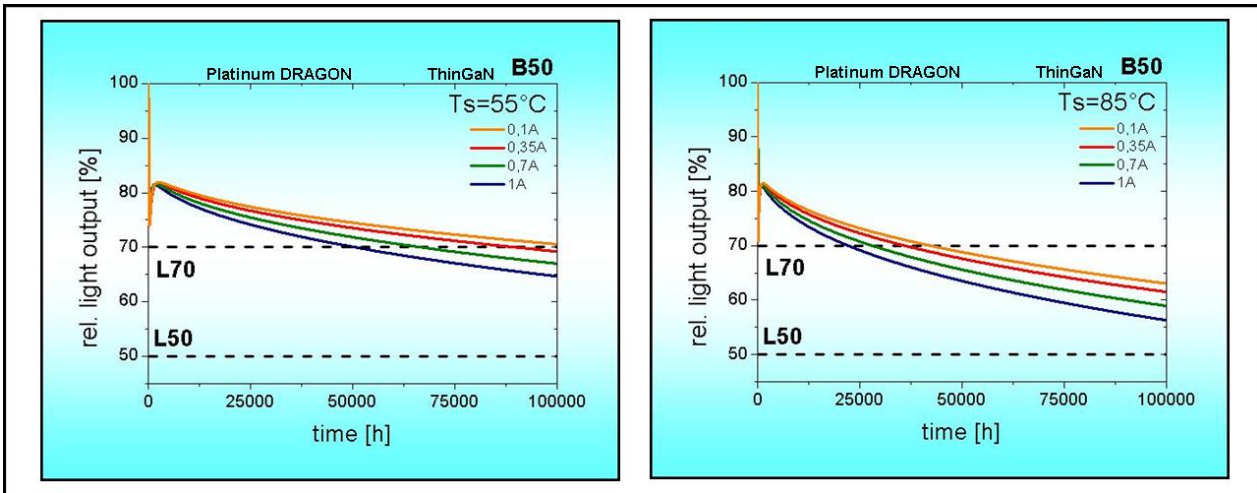 Platinum DRAGON ThinGaN B50
Ts=55°C
0,1A
0,35A
0,7A
1A
rel. light output [%]
100
90
80
70
60
50
L70
L50
0 25000 50000 75000 100000
time [h]
Platinum DRAGON ThinGaN B50
Ts=85°C
0,1A
0,35A
0,7A
1A
rel. light output [%]
100
90
80
70
60
50
L70
L50
0 25000 50000 75000 100000
time [h]